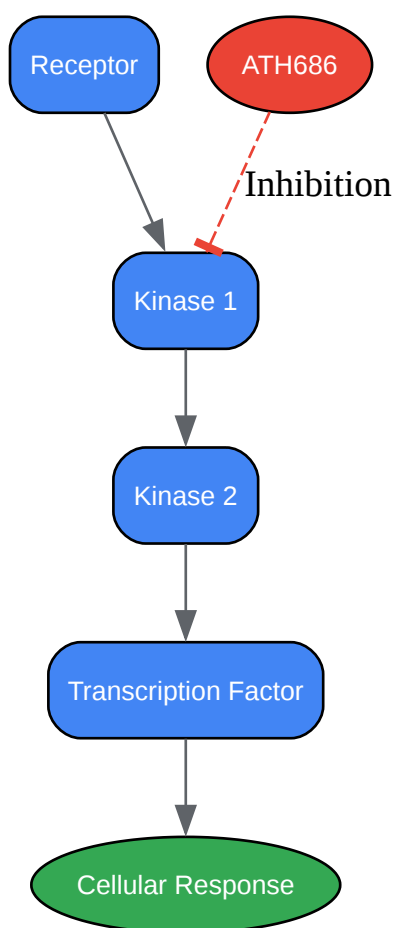 Receptor
ATH686
Inhibition
Kinase 1
Kinase 2
Transcription Factor
Cellular Response